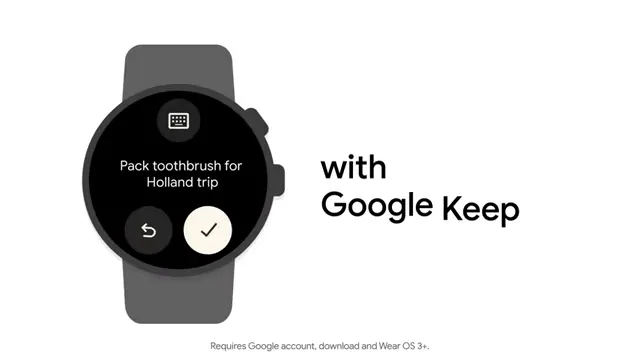 Pack toothbrush for
Holland trip
with
Google Keep
Requires Google account, download and Wear OS 3+.